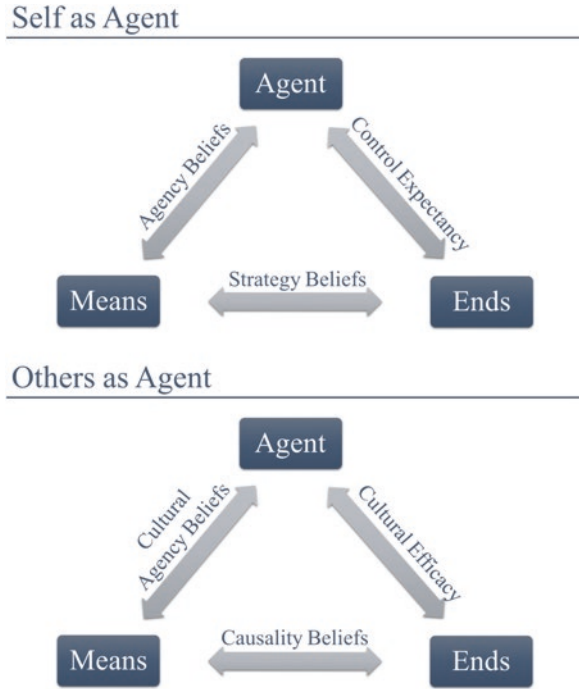 Self as Agent
Agent
Agency Beliefs
Control Expectancy
Means
Strategy Beliefs
Ends
Others as Agent
Agent
Cultural
Agency Beliefs
Cultural Efficacy
Means
Causality Beliefs
Ends